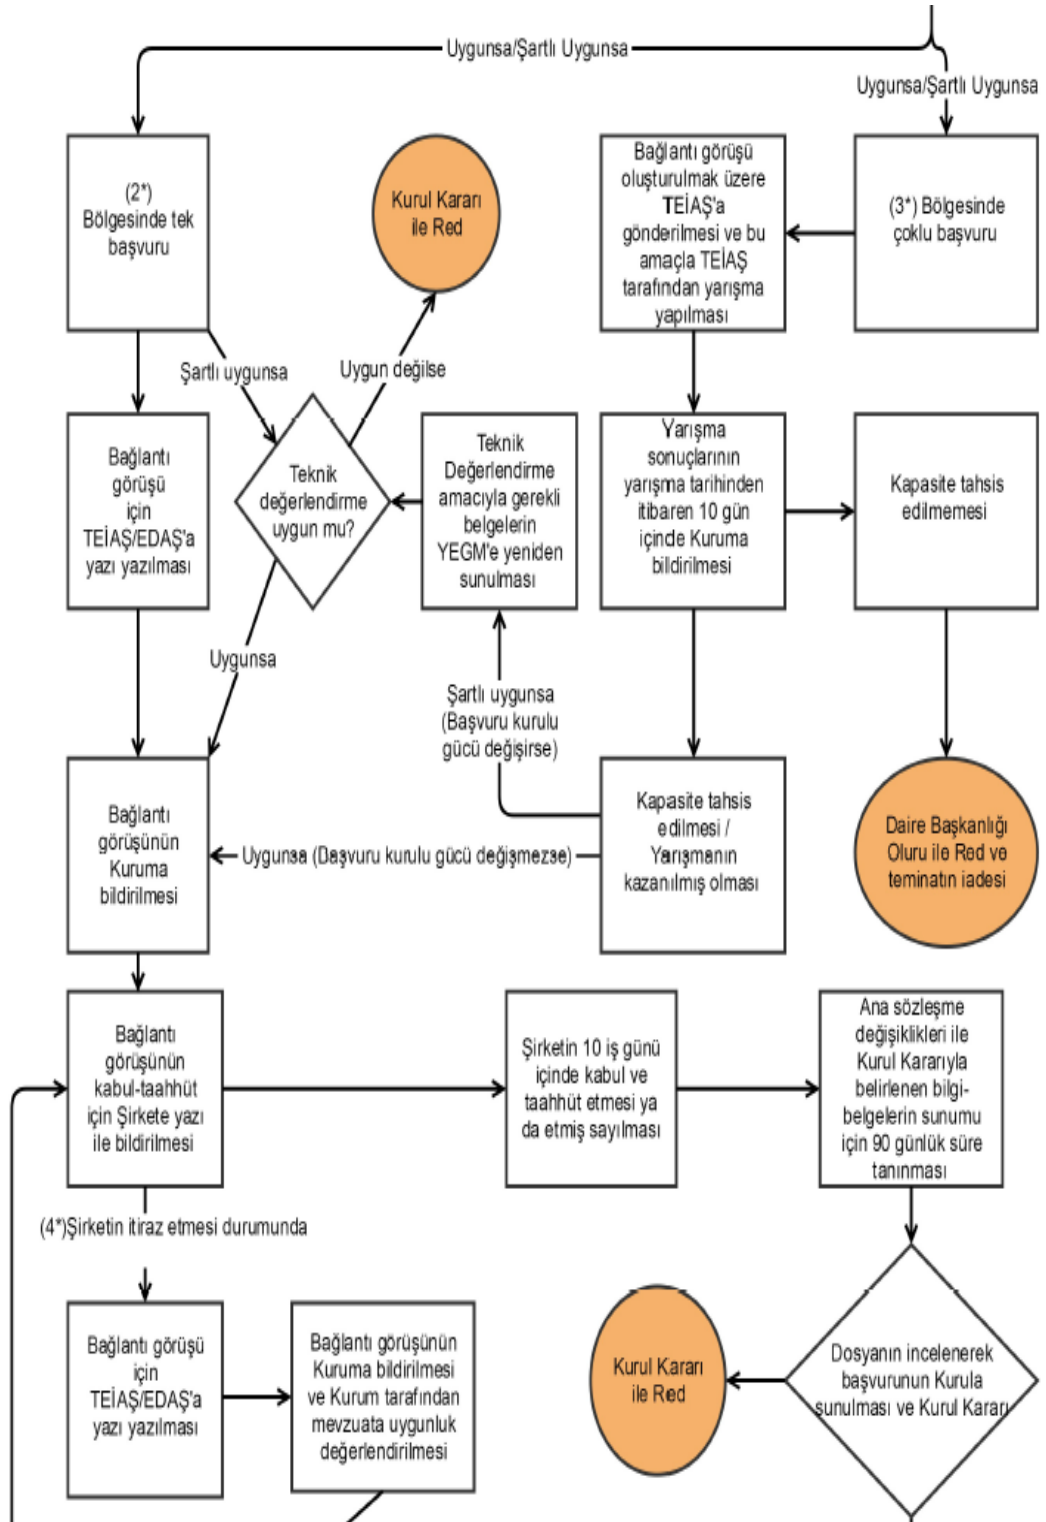 Uygunsa/Şartlı Uygunsa
Uygunsa/Şartlı Uygunsa
(2*)
Bölgesinde tek
başvuru
Kurul Kararı
ile Red
Bağlantı görüşü
oluşturulmak üzere
TEİAŞ'a
gönderilmesi ve bu
amaçla TEİAŞ
tarafından yarışma
yapılması
(3*) Bölgesinde
çoklu başvuru
Şartlı uygunsa
Uygun değilse
Bağlantı
görüşü
için
TEİAŞ/EDAŞ'a
yazı yazılması
Teknik
değerlendirme
uygun mu?
Teknik
Değerlendirme
amacıyla gerekli
belgelerin
YEGM'e yeniden
sunulması
Yarışma
sonuçlarının
yarışma tarihinden
itibaren 10 gün
içinde Kuruma
bildirilmesi
Kapasite tahsis
edilmemesi
Uygunsa
Şartlı uygunsa
(Başvuru kurulu
gücü değişirse)
Bağlantı
görüşünün
Kuruma
bildirilmesi
Uygunsa (Daşvuru kurulu gücü değişmezse)
Kapasite tahsis
edilmesi /
Yarışmanın
kazanılmış olması
Daire Başkanlığı
Oluru ile Red ve
teminatın iadesi
Bağlantı
görüşünün
kabul-taahhüt
için Şirkete yazı
ile bildirilmesi
Şirketin 10 iş günü
içinde kabul ve
taahhüt etmesi ya
da etmiş sayılması
Ana sözleşme
değişiklikleri ile
Kurul Kararıyla
belirlenen bilgi-
belgelerin sunumu
için 90 günlük süre
tanınması
(4*)Şirketin itiraz etmesi durumunda
Bağlantı görüşü
için
TEİAŞ/EDAŞ'a
yazı yazılması
Bağlantı görüşünün
Kuruma bildirilmesi
ve Kurum tarafından
mevzuata uygunluk
değerlendirilmesi
Kurul Kararı
ile Red
Dosyanın incelenerek
başvurunun Kurula
sunulması ve Kurul Kararı